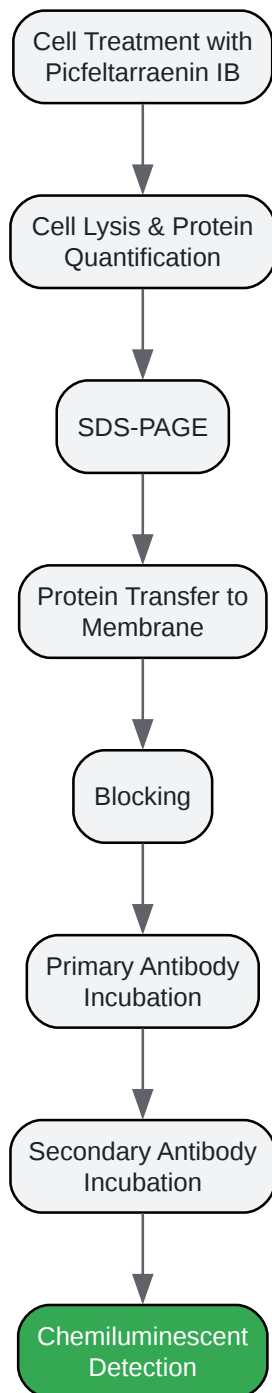 Cell Treatment with
Picfeltarraenin IB
Cell Lysis & Protein
Quantification
SDS-PAGE
Protein Transfer to
Membrane
Blocking
Primary Antibody
Incubation
Secondary Antibody
Incubation
Chemiluminescent
Detection